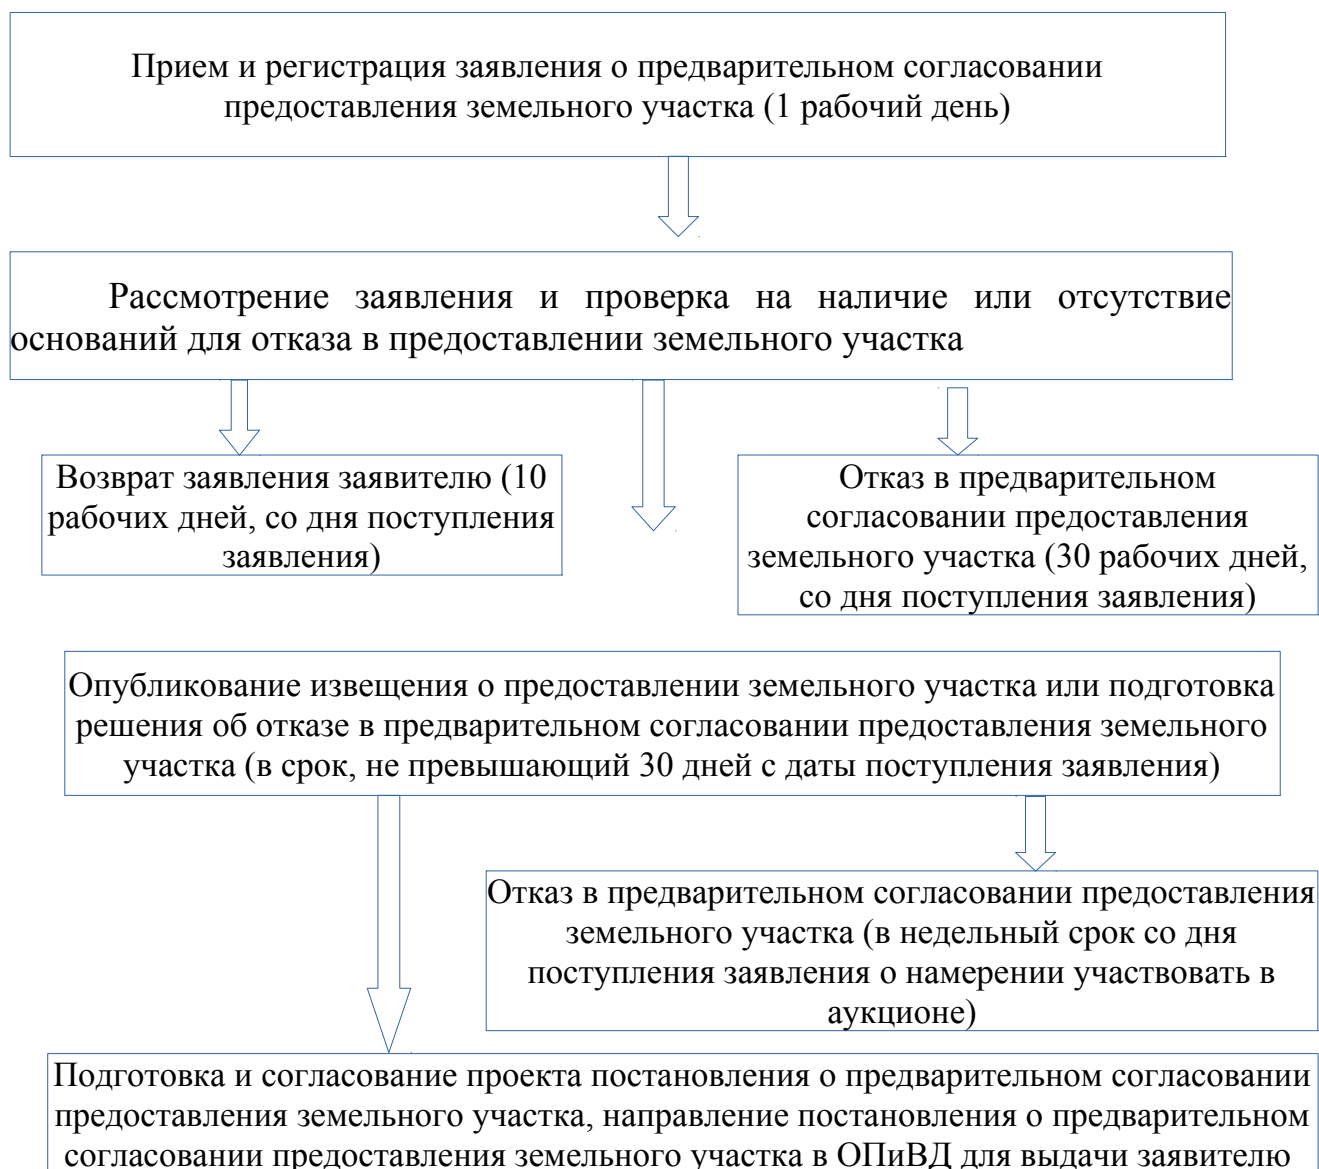 Прием и регистрация заявления о предварительном согласовании
предоставления земельного участка (1 рабочий день)
Рассмотрение заявления и проверка на наличие или отсутствие
оснований для отказа в предоставлении земельного участка
Возврат заявления заявителю (10
рабочих дней, со дня поступления
заявления)
Отказ в предварительном
согласовании предоставления
земельного участка (30 рабочих дней,
со дня поступления заявления)
Опубликование извещения о предоставлении земельного участка или подготовка
решения об отказе в предварительном согласовании предоставления земельного
участка (в срок, не превышающий 30 дней с даты поступления заявления)
Отказ в предварительном согласовании предоставления
земельного участка (в недельный срок со дня
поступления заявления о намерении участвовать в
аукционе)
Подготовка и согласование проекта постановления о предварительном согласовании
предоставления земельного участка, направление постановления о предварительном
согласовании предоставления земельного участка в ОПиВД для выдачи заявителю